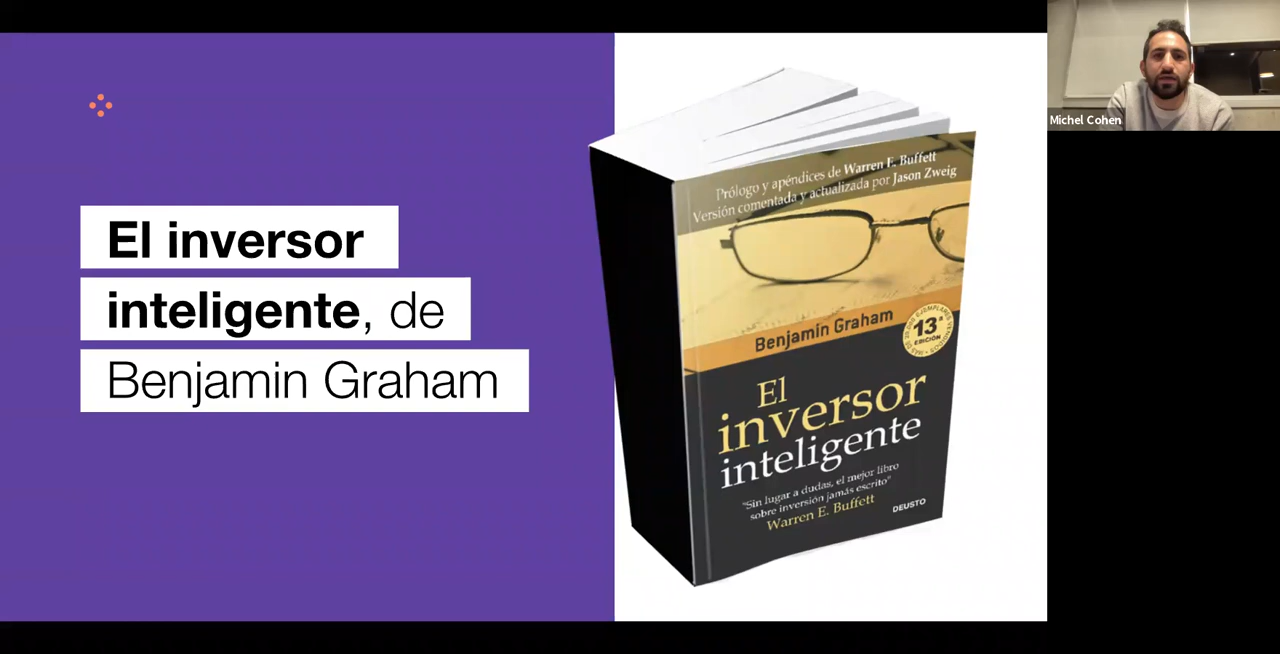 El inversor
inteligente, de
Benjamin Graham
Prólogo y apéndices de Warren E. Buffett
Versión comentada y actualizada por Jason Zweig
Benjamin Graham
13ª
EDICIÓN
El
inversor
inteligente
"Sin lugar a dudas, el mejor libro
sobre inversión jamás escrito"
Warren E. Buffett
DEUSTO
Michel Cohen